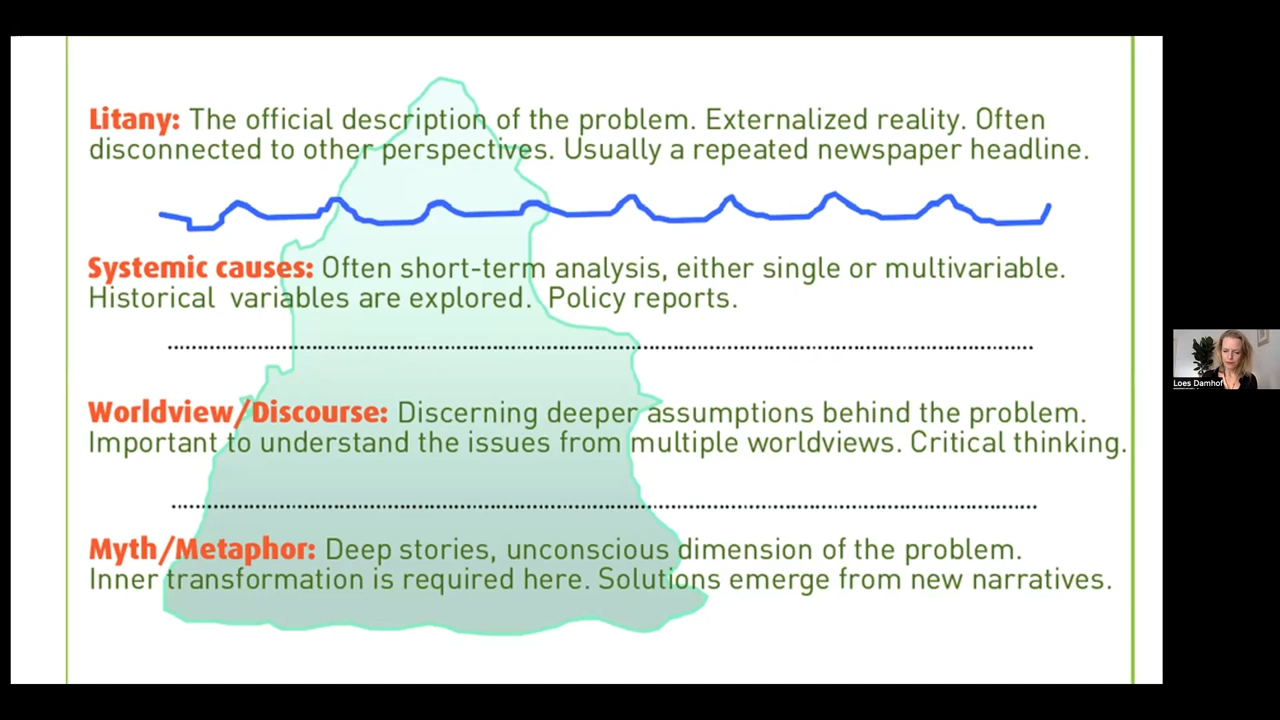 Litany: The official description of the problem. Externalized reality. Often
disconnected to other perspectives. Usually a repeated newspaper headline.
Systemic causes: Often short-term analysis, either single or multivariable.
Historical variables are explored. Policy reports.
Worldview/Discourse: Discerning deeper assumptions behind the problem.
Important to understand the issues from multiple worldviews. Critical thinking.
Myth/Metaphor: Deep stories, unconscious dimension of the problem.
Inner transformation is required here. Solutions emerge from new narratives.
Loes Damhof